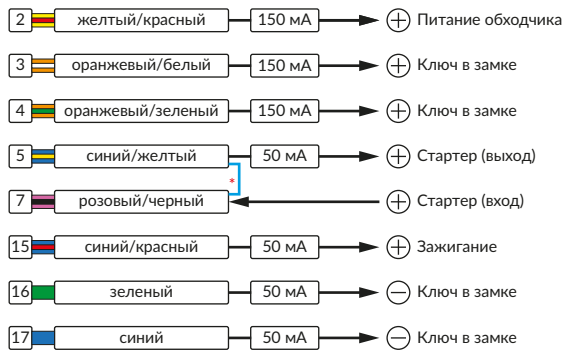 2 желтый/красный 150 мА + Питание обходчика
3 оранжевый/белый 150 мА + Ключ в замке
4 оранжевый/зеленый 150 мА + Ключ в замке
5 синий/желтый 50 мА + Стартер (выход)
*
7 розовый/черный + Стартер (вход)
15 синий/красный 50 мА + Зажигание
16 зеленый 50 мА − Ключ в замке
17 синий 50 мА − Ключ в замке